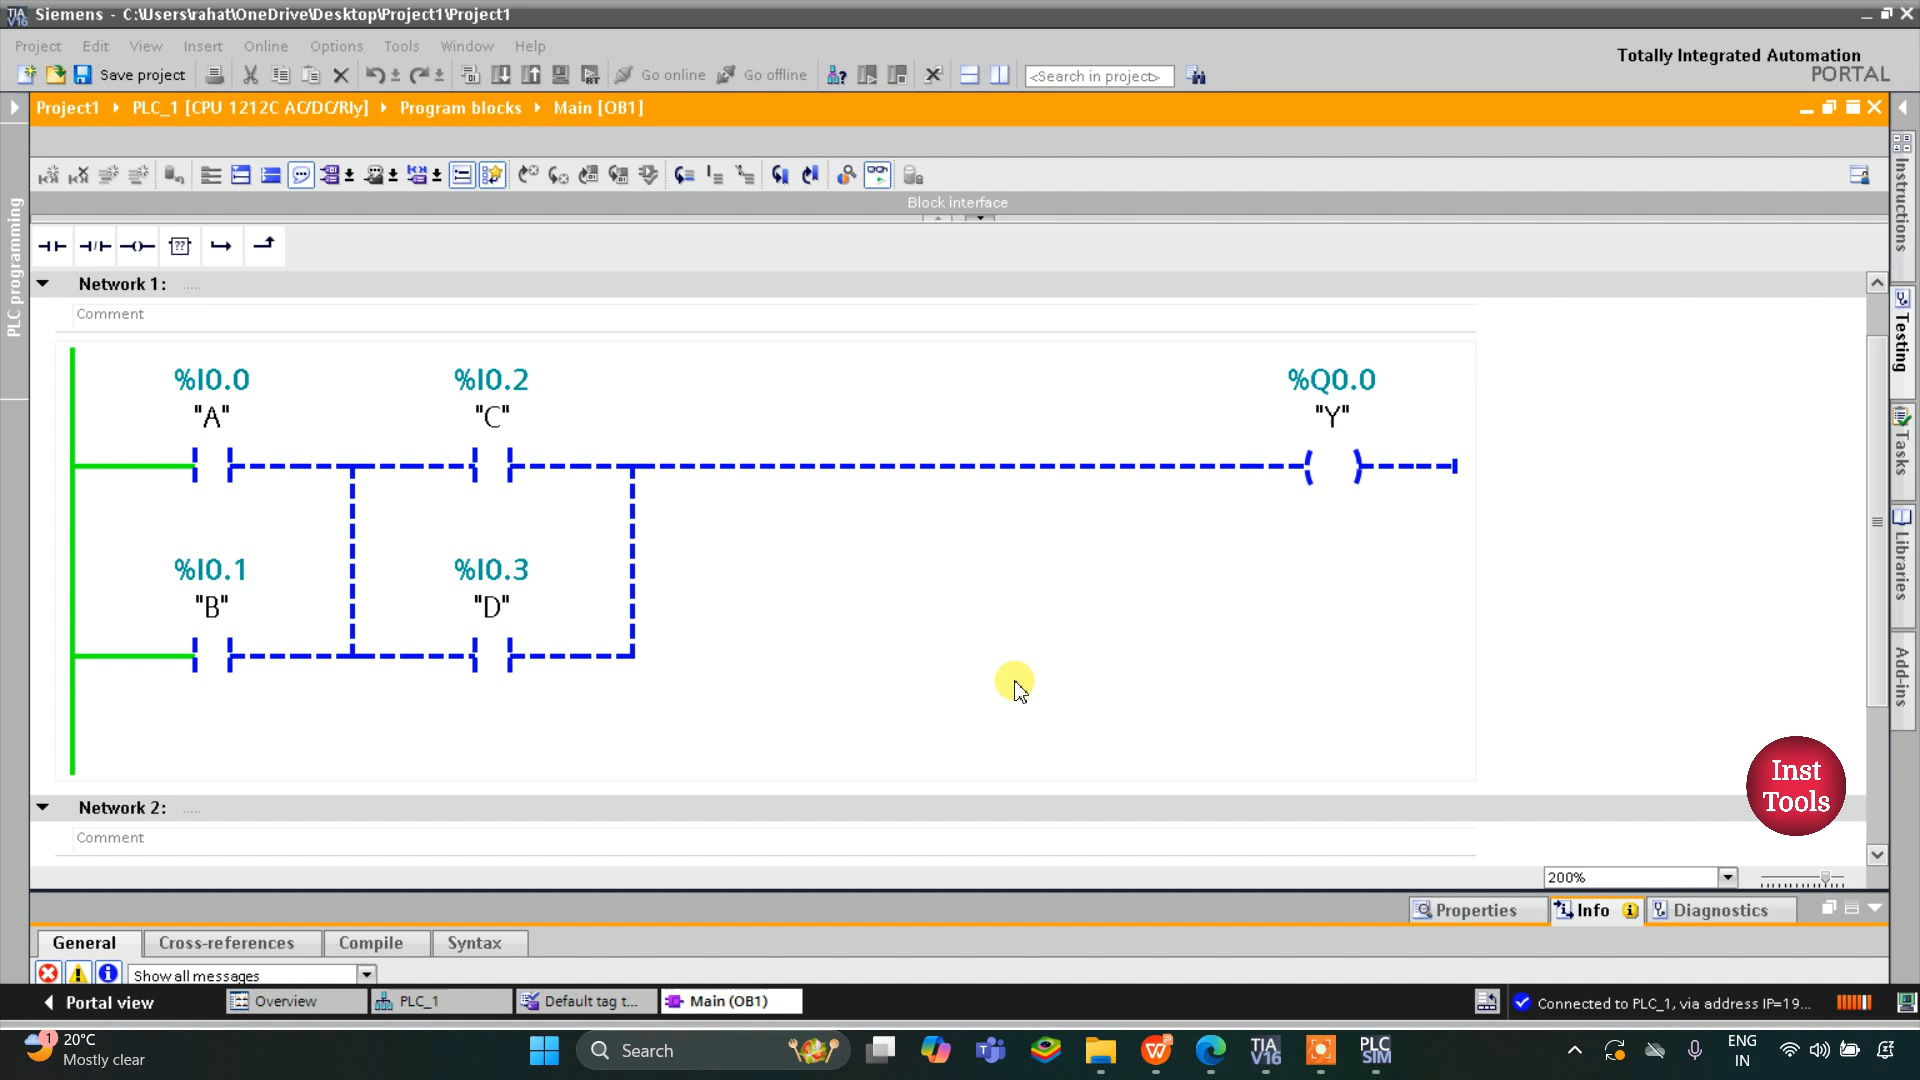 Siemens - C:\Users\rahat\OneDrive\Desktop\Project1\Project1
Project Edit View Insert Online Options Tools Window Help
Totally Integrated Automation
PORTAL
Save project Go online Go offline <Search in project>
Project1 PLC_1 [CPU 1212C AC/DC/Rly] Program blocks Main [OB1]
Block interface
PLC programming
Instructions
Testing
Tasks
Libraries
Add-ins
??
Network 1: .....
Comment
%I0.0 %I0.2 %Q0.0
"A" "C" "Y"
%I0.1 %I0.3
"B" "D"
Inst
Tools
Network 2: .....
Comment
200%
Properties Info Diagnostics
General Cross-references Compile Syntax
Show all messages
Portal view Overview PLC_1 Default tag t... Main (OB1) Connected to PLC_1, via address IP=19...
1
20°C
Mostly clear
Search
TIA
V16
PLC
SIM
ENG
IN